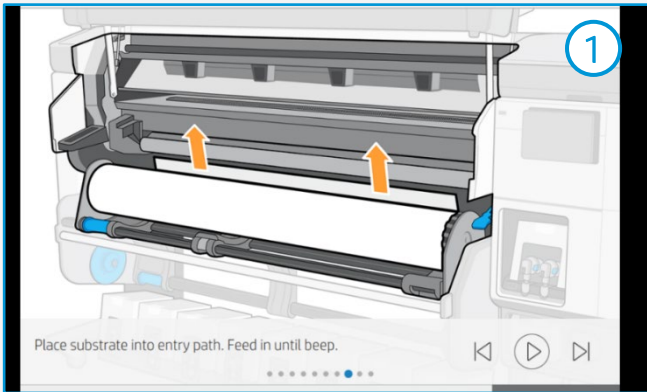 1
Place substrate into entry path. Feed in until beep.